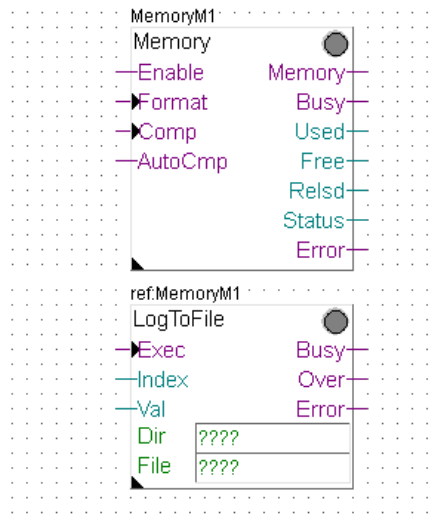 MemoryM1
Memory
Enable Memory
Format Busy
Comp Used
AutoCmp Free
Relsd
Status
Error
ref:MemoryM1
LogToFile
Exec Busy
Index Over
Val Error
Dir ????
File ????